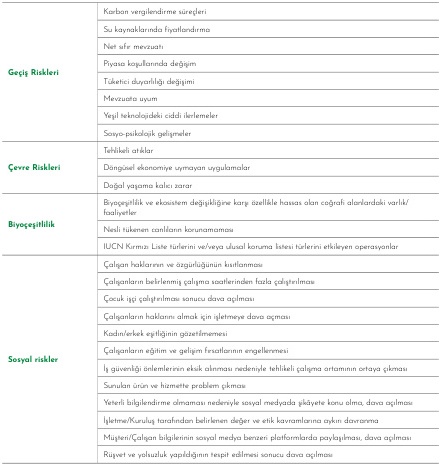 Geçiş Riskleri
Karbon vergilendirme süreçleri
Su kaynaklarında fiyatlandırma
Net sıfır mevzuatı
Piyasa koşullarında değişim
Tüketici duyarlılığı değişimi
Mevzuata uyum
Yeşil teknolojideki ciddi ilerlemeler
Sosyo-psikolojik gelişmeler
Çevre Riskleri
Tehlikeli atıklar
Döngüsel ekonomiye uymayan uygulamalar
Doğal yaşama kalıcı zarar
Biyoçeşitlilik
Biyoçeşitlilik ve ekosistem değişikliğine karşı özellikle hassas olan coğrafi alanlardaki varlık/
faaliyetler
Nesli tükenen canlıların korunamaması
IUCN Kırmızı Liste türlerini ve/veya ulusal koruma listesi türlerini etkileyen operasyonlar
Sosyal riskler
Çalışan haklarının ve özgürlüğünün kısıtlanması
Çalışanların belirlenmiş çalışma saatlerinden fazla çalıştırılması
Çocuk işçi çalıştırılması sonucu dava açılması
Çalışanların haklarını almak için işletmeye dava açması
Kadın/erkek eşitliğinin gözetilmemesi
Çalışanların eğitim ve gelişim fırsatlarının engellenmesi
İş güvenliği önlemlerinin eksik alınması nedeniyle tehlikeli çalışma ortamının ortaya çıkması
Sunulan ürün ve hizmette problem çıkması
Yeterli bilgilendirme olmaması nedeniyle sosyal medyada şikâyete konu olma, dava açılması
İşletme/Kuruluş tarafından belirlenen değer ve etik kavramlarına aykırı davranma
Müşteri/Çalışan bilgilerinin sosyal medya benzeri platformlarda paylaşılması, dava açılması
Rüşvet ve yolsuzluk yapıldığının tespit edilmesi sonucu dava açılması